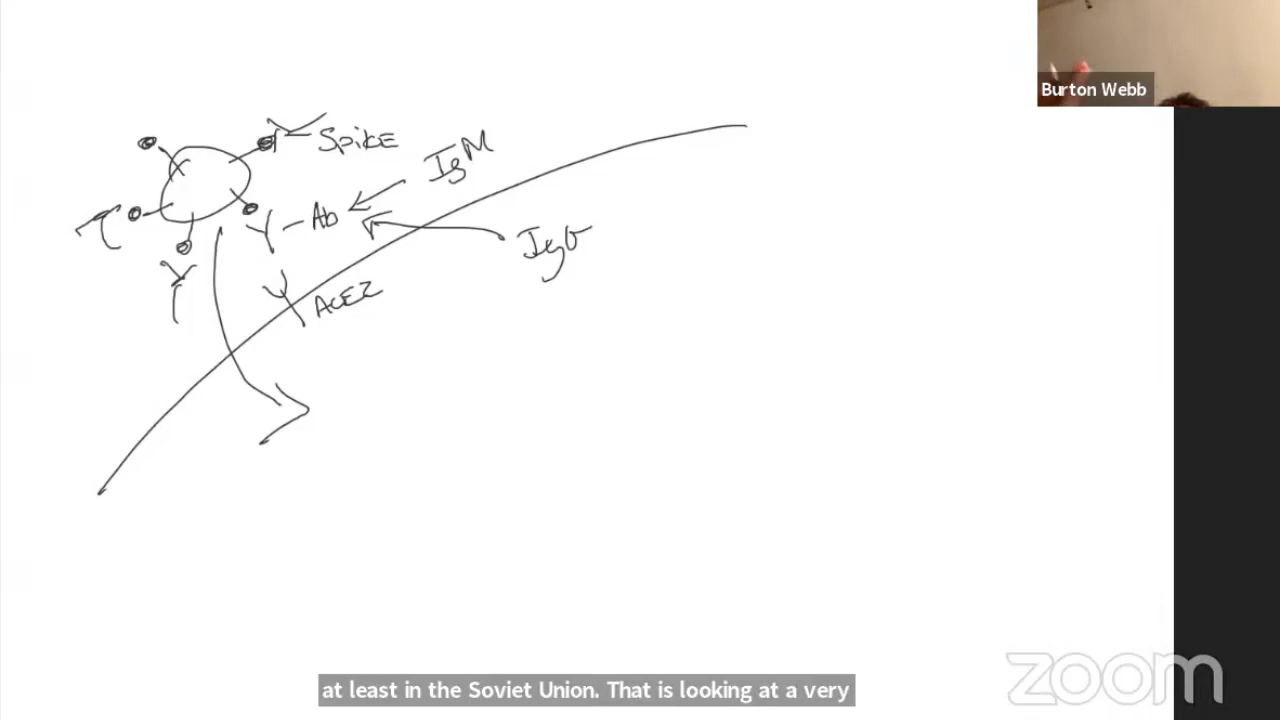 Burton Webb
Spike
IgM
Ab
IgG
ACE2
at least in the Soviet Union. That is looking at a very
zoom